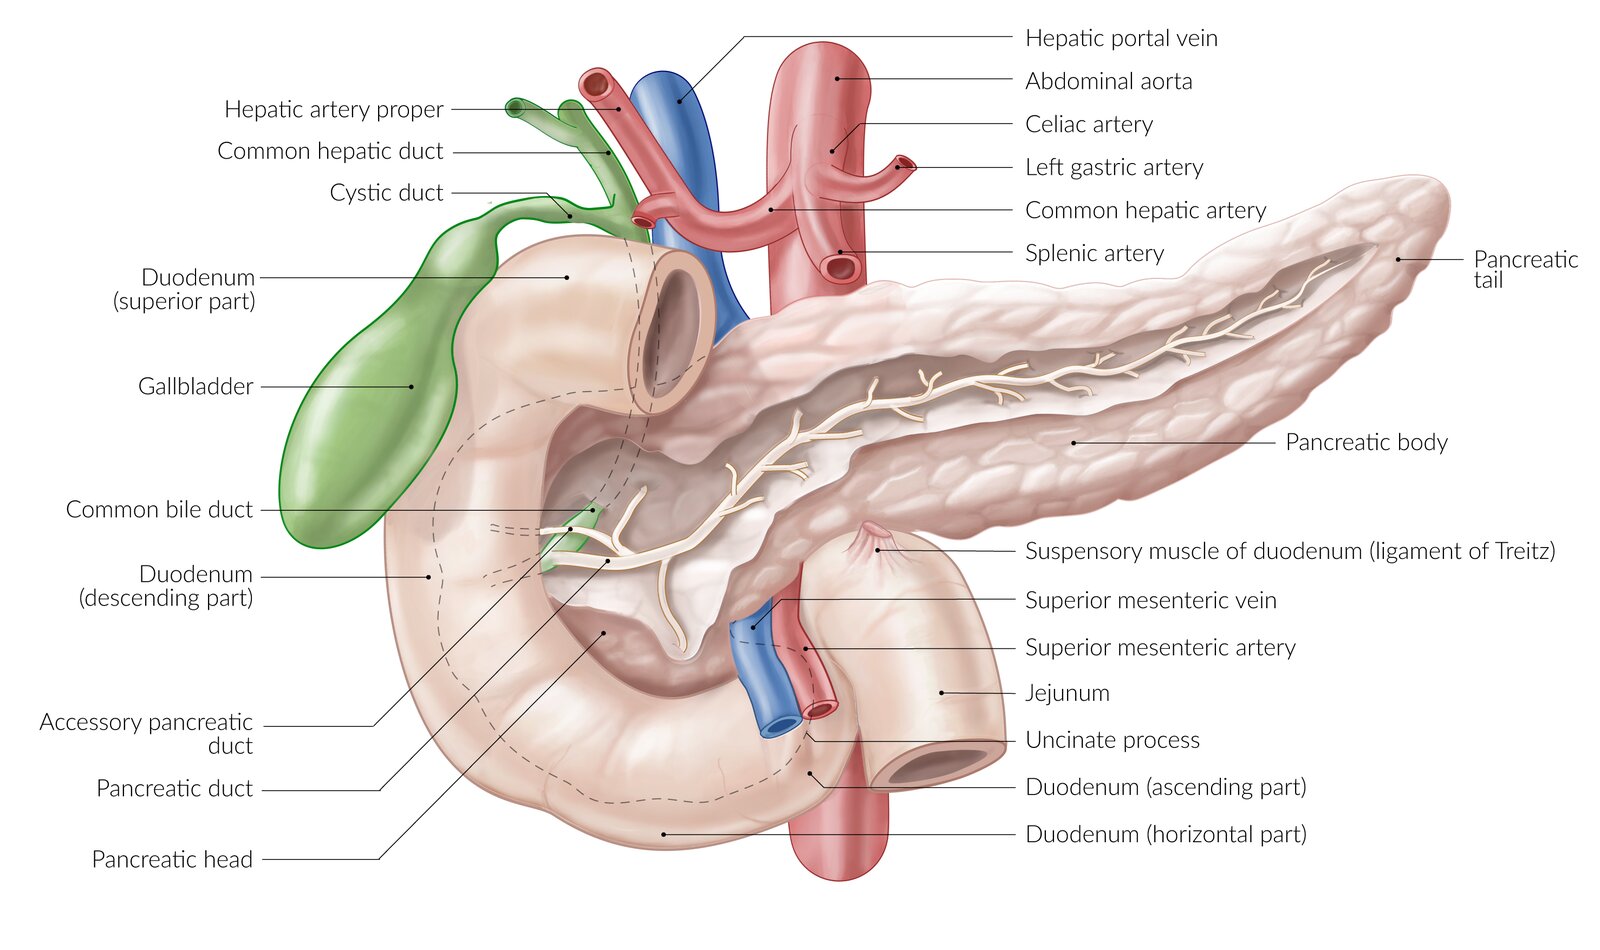 Hepatic artery proper
Common hepatic duct
Cystic duct
Duodenum
(superior part)
Gallbladder
Common bile duct
Duodenum
(descending part)
Accessory pancreatic
duct
Pancreatic duct
Pancreatic head
Hepatic portal vein
Abdominal aorta
Celiac artery
Left gastric artery
Common hepatic artery
Splenic artery
Pancreatic
tail
Pancreatic body
Suspensory muscle of duodenum (ligament of Treitz)
Superior mesenteric vein
Superior mesenteric artery
Jejunum
Uncinate process
Duodenum (ascending part)
Duodenum (horizontal part)